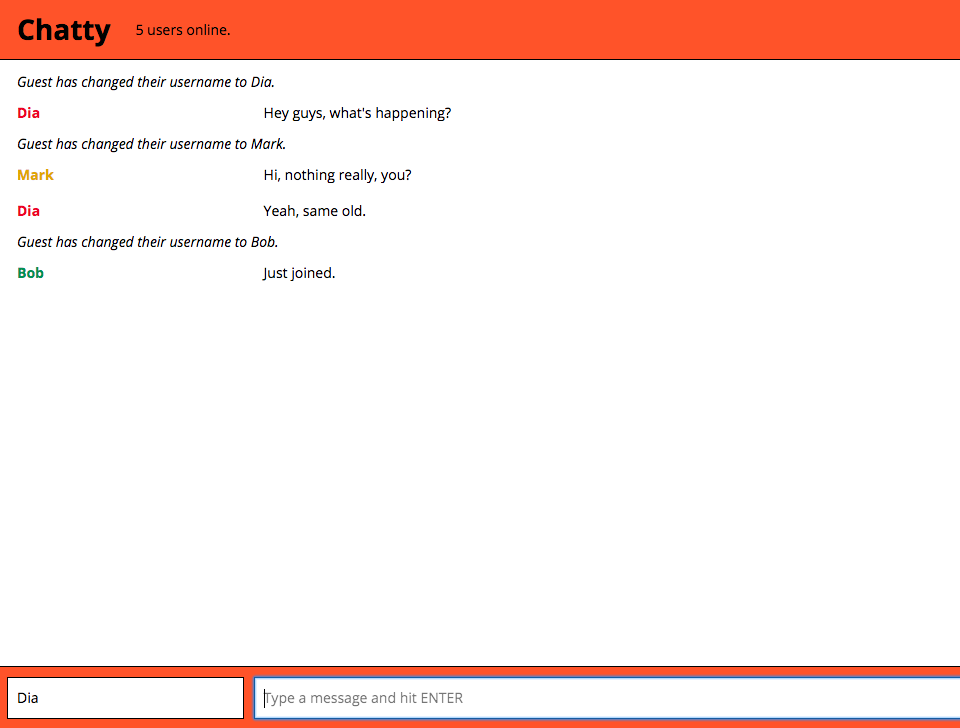 Chatty 5 users online.
Guest has changed their username to Dia.
Dia Hey guys, what's happening?
Guest has changed their username to Mark.
Mark Hi, nothing really, you?
Dia Yeah, same old.
Guest has changed their username to Bob.
Bob Just joined.
Dia Type a message and hit ENTER